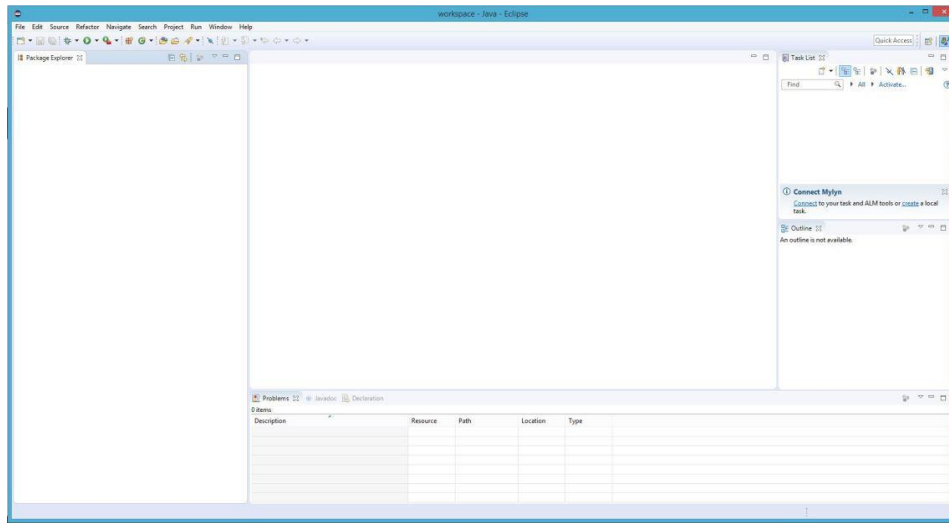 workspace - Java - Eclipse
File Edit Source Refactor Navigate Search Project Run Window Help
Quick Access
Package Explorer
Task List
Find
All
Activate...
Connect Mylyn
Connect to your task and ALM tools or create a local
task.
Outline
An outline is not available.
Problems Javadoc Declaration
0 items
Description Resource Path Location Type